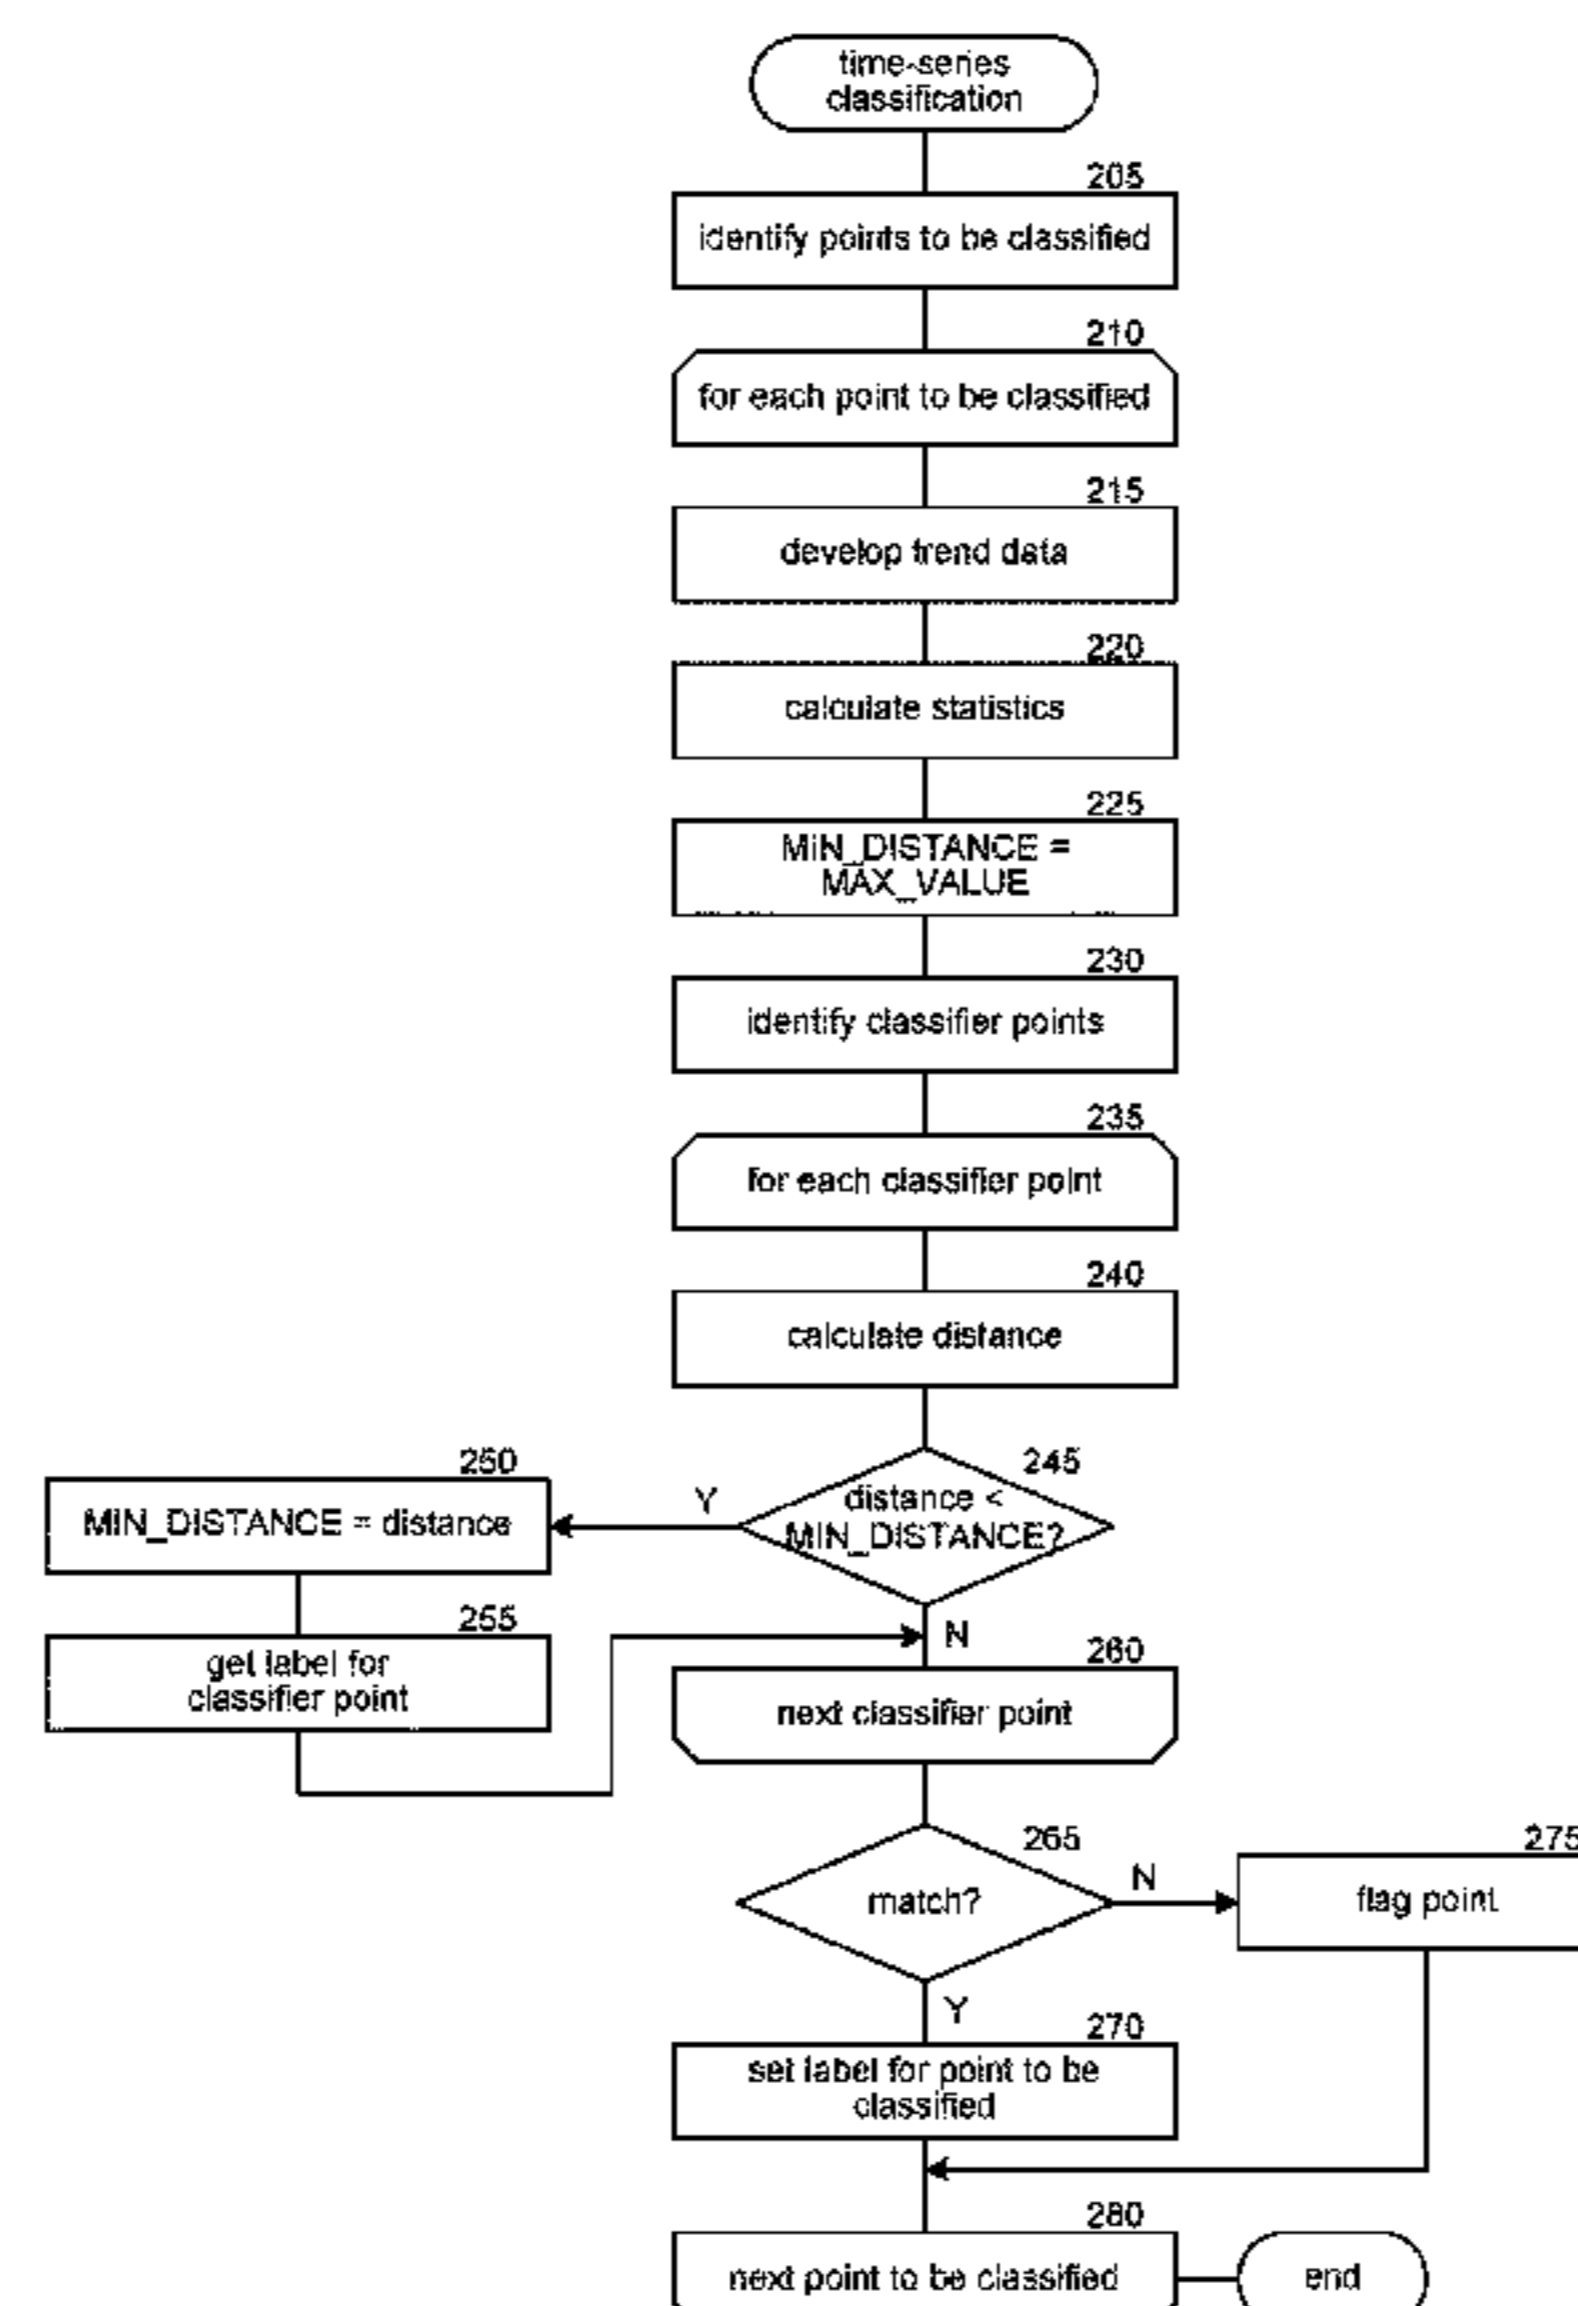 time-series
classification
205
identify points to be classified
210
for each point to be classified
215
develop trend data
220
calculate statistics
225
MIN_DISTANCE =
MAX_VALUE
230
identify classifier points
235
for each classifier point
240
calculate distance
245
distance <
MIN_DISTANCE?
Y
250
MIN_DISTANCE = distance
255
get label for
classifier point
N
260
next classifier point
265
match?
N
275
flag point
Y
270
set label for point to be
classified
280
next point to be classified
end